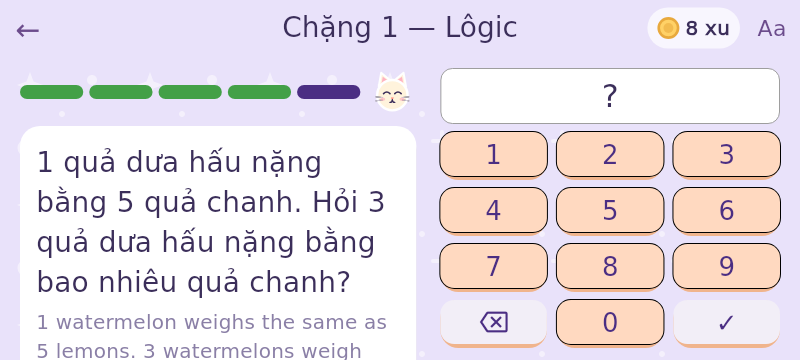 ←
Chặng 1 — Lôgic
8 xu
Aa
1 quả dưa hấu nặng
bằng 5 quả chanh. Hỏi 3
quả dưa hấu nặng bằng
bao nhiêu quả chanh?
1 watermelon weighs the same as
5 lemons. 3 watermelons weigh
?
1 2 3
4 5 6
7 8 9
⌫ 0 ✓